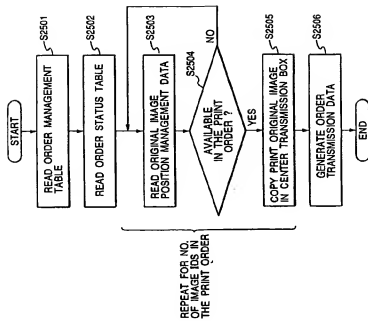 START
S2501
READ ORDER MANAGEMENT
TABLE
S2502
READ ORDER STATUS TABLE
S2503
READ ORIGINAL IMAGE
POSITION MANAGEMENT DATA
S2504
AVAILABLE
IN THE PRINT
ORDER ?
NO
YES
S2505
COPY PRINT ORIGINAL IMAGE
IN CENTER TRANSMISSION BOX
REPEAT FOR NO.
OF IMAGE IDS IN
THE PRINT ORDER
S2506
GENERATE ORDER
TRANSMISSION DATA
END